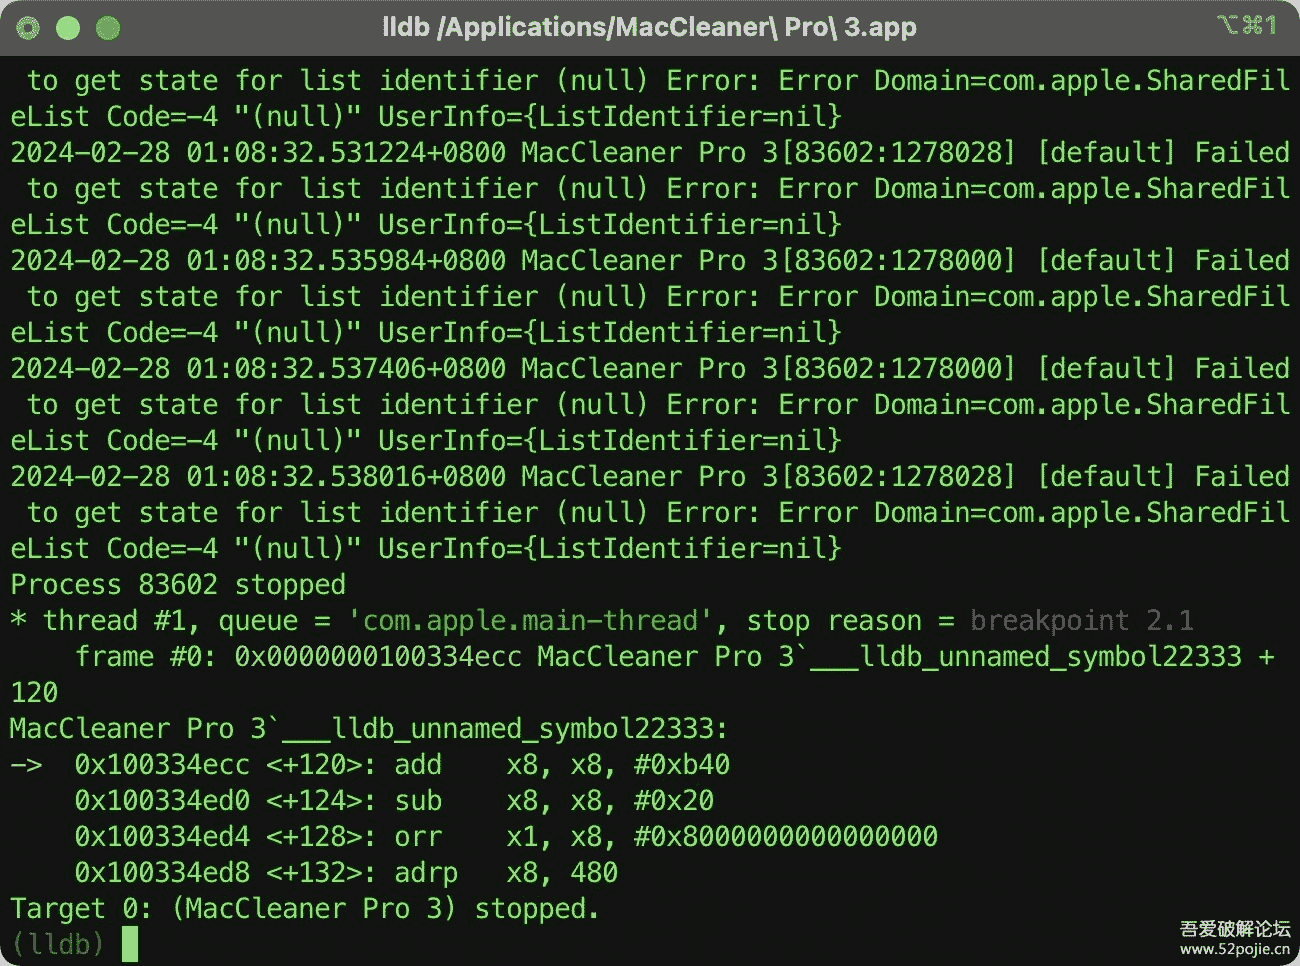 lldb /Applications/MacCleaner\ Pro\ 3.app
⌥⌘1
to get state for list identifier (null) Error: Error Domain=com.apple.SharedFil
eList Code=-4 "(null)" UserInfo={ListIdentifier=nil}
2024-02-28 01:08:32.531224+0800 MacCleaner Pro 3[83602:1278028] [default] Failed
to get state for list identifier (null) Error: Error Domain=com.apple.SharedFil
eList Code=-4 "(null)" UserInfo={ListIdentifier=nil}
2024-02-28 01:08:32.535984+0800 MacCleaner Pro 3[83602:1278000] [default] Failed
to get state for list identifier (null) Error: Error Domain=com.apple.SharedFil
eList Code=-4 "(null)" UserInfo={ListIdentifier=nil}
2024-02-28 01:08:32.537406+0800 MacCleaner Pro 3[83602:1278000] [default] Failed
to get state for list identifier (null) Error: Error Domain=com.apple.SharedFil
eList Code=-4 "(null)" UserInfo={ListIdentifier=nil}
2024-02-28 01:08:32.538016+0800 MacCleaner Pro 3[83602:1278028] [default] Failed
to get state for list identifier (null) Error: Error Domain=com.apple.SharedFil
eList Code=-4 "(null)" UserInfo={ListIdentifier=nil}
Process 83602 stopped
* thread #1, queue = 'com.apple.main-thread', stop reason = breakpoint 2.1
    frame #0: 0x0000000100334ecc MacCleaner Pro 3`___lldb_unnamed_symbol22333 +
120
MacCleaner Pro 3`___lldb_unnamed_symbol22333:
->  0x100334ecc <+120>: add    x8, x8, #0xb40
    0x100334ed0 <+124>: sub    x8, x8, #0x20
    0x100334ed4 <+128>: orr    x1, x8, #0x8000000000000000
    0x100334ed8 <+132>: adrp   x8, 480
Target 0: (MacCleaner Pro 3) stopped.
(lldb)
吾爱破解论坛
www.52pojie.cn